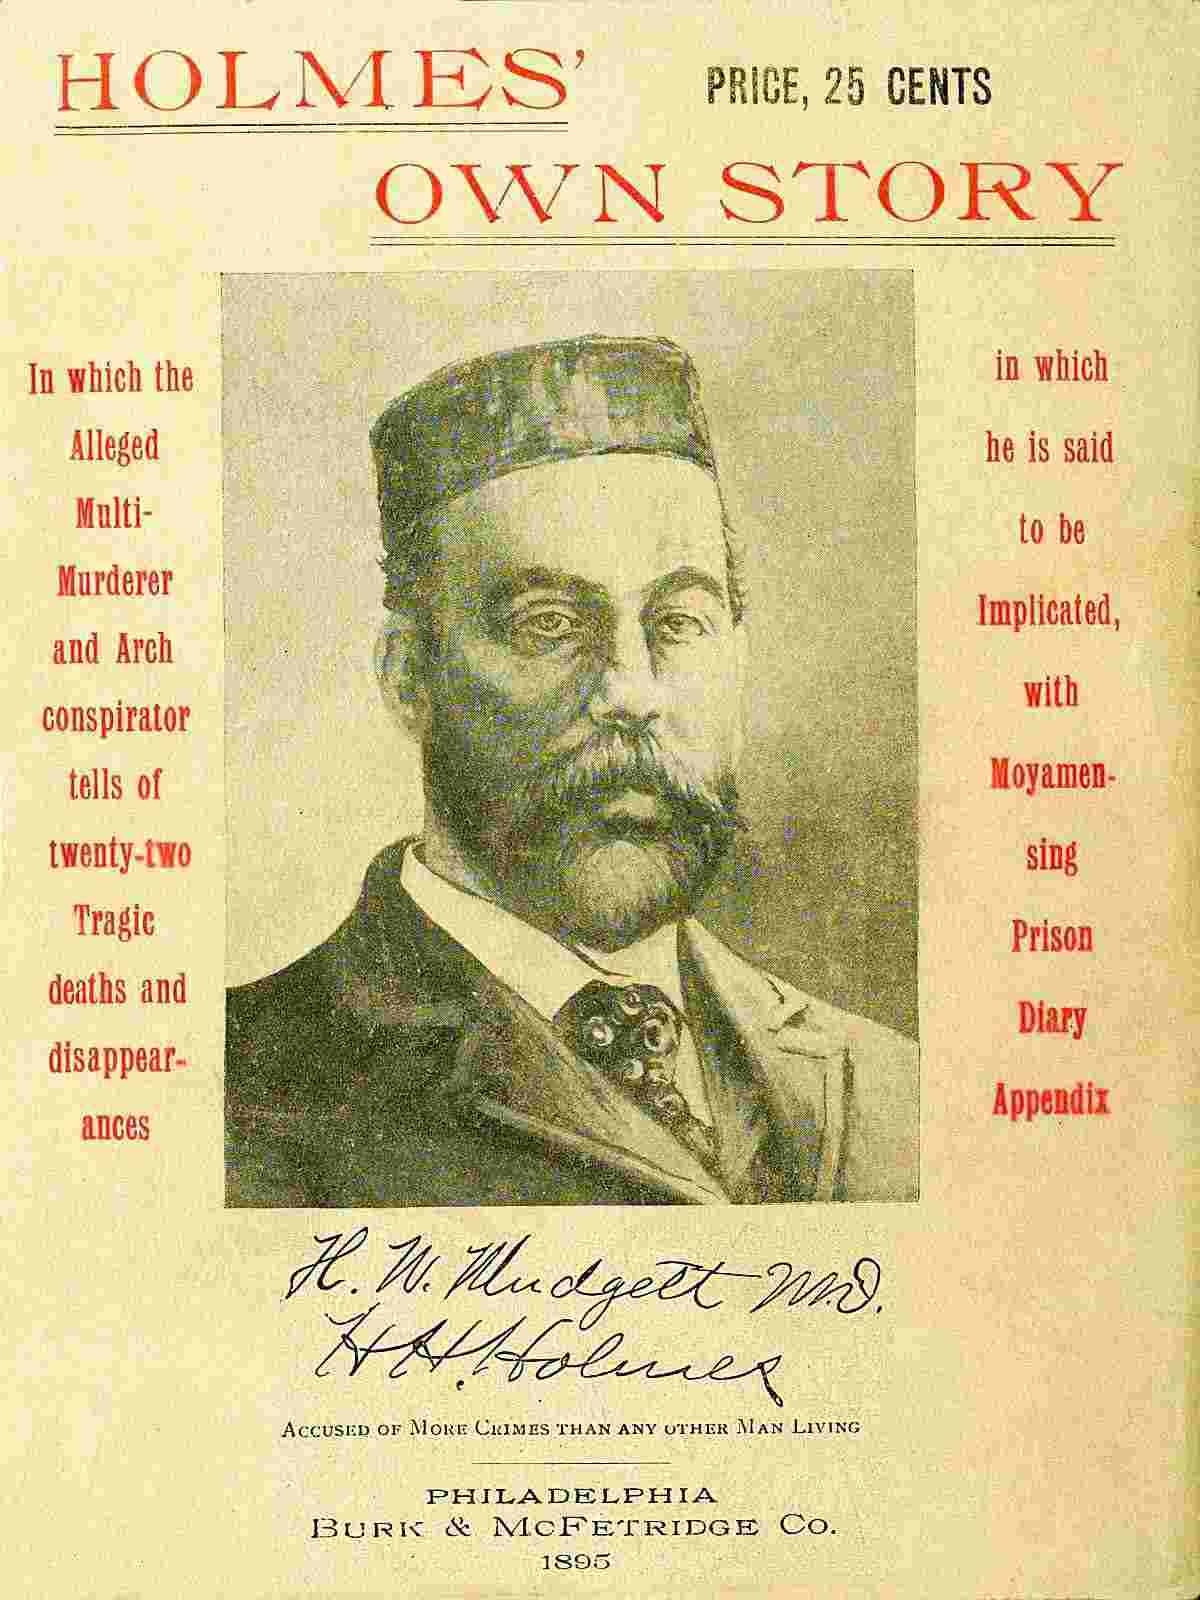 HOLMES'
PRICE, 25 CENTS
OWN STORY
In which the
Alleged
Multi-
Murderer
and Arch
conspirator
tells of
twenty-two
Tragic
deaths and
disappear-
ances
in which
he is said
to be
Implicated,
with
Moyamen-
sing
Prison
Diary
Appendix
H. W. Mudgett M.D.
H. H. Holmes
ACCUSED OF MORE CRIMES THAN ANY OTHER MAN LIVING
PHILADELPHIA
BURK & MCFETRIDGE CO.
1895